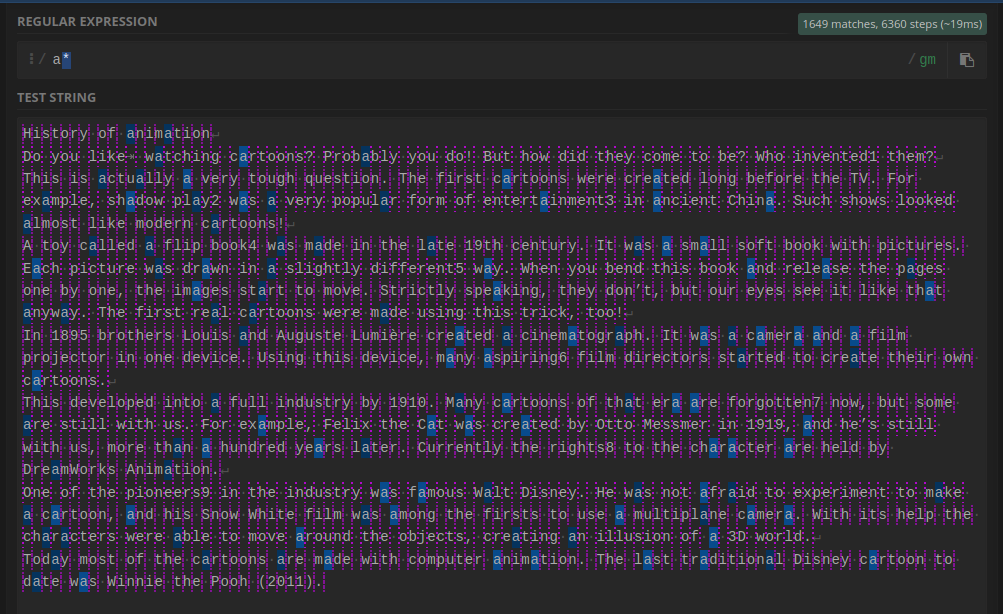 REGULAR EXPRESSION
1649 matches, 6360 steps (~19ms)
/ a* / gm
TEST STRING
History of animation
Do you like watching cartoons? Probably you do! But how did they come to be? Who invented1 them?
This is actually a very tough question. The first cartoons were created long before the TV. For
example, shadow play2 was a very popular form of entertainment3 in ancient China. Such shows looked
almost like modern cartoons!
A toy called a flip book4 was made in the late 19th century. It was a small soft book with pictures.
Each picture was drawn in a slightly different5 way. When you bend this book and release the pages
one by one, the images start to move. Strictly speaking, they don’t, but our eyes see it like that
anyway. The first real cartoons were made using this trick, too!
In 1895 brothers Louis and Auguste Lumière created a cinematograph. It was a camera and a film
projector in one device. Using this device, many aspiring6 film directors started to create their own
cartoons.
This developed into a full industry by 1910. Many cartoons of that era are forgotten7 now, but some
are still with us. For example, Felix the Cat was created by Otto Messmer in 1919, and he’s still
with us, more than a hundred years later. Currently the rights8 to the character are held by
DreamWorks Animation.
One of the pioneers9 in the industry was famous Walt Disney. He was not afraid to experiment to make
a cartoon, and his Snow White film was among the firsts to use a multiplane camera. With its help the
characters were able to move around the objects, creating an illusion of a 3D world.
Today most of the cartoons are made with computer animation. The last traditional Disney cartoon to
date was Winnie the Pooh (2011).